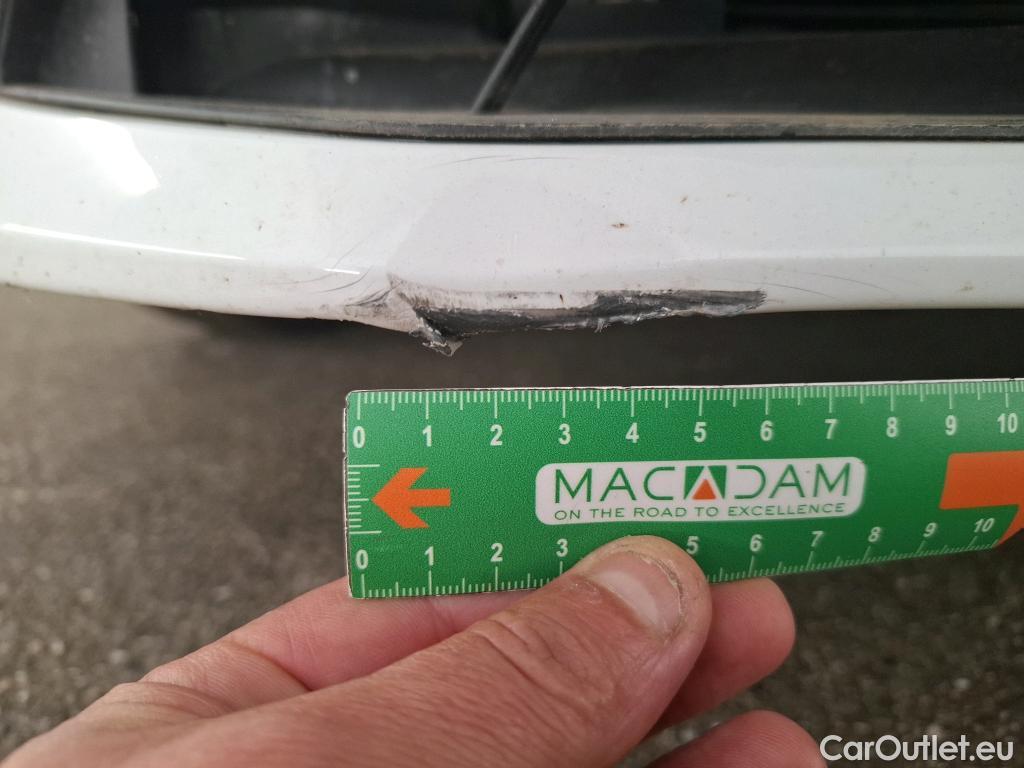 0 1 2 3 4 5 6 7 8 9 10
MACADAM
ON THE ROAD TO EXCELLENCE
0 1 2 3 5 6 7 8 9 10
CarOutlet.eu